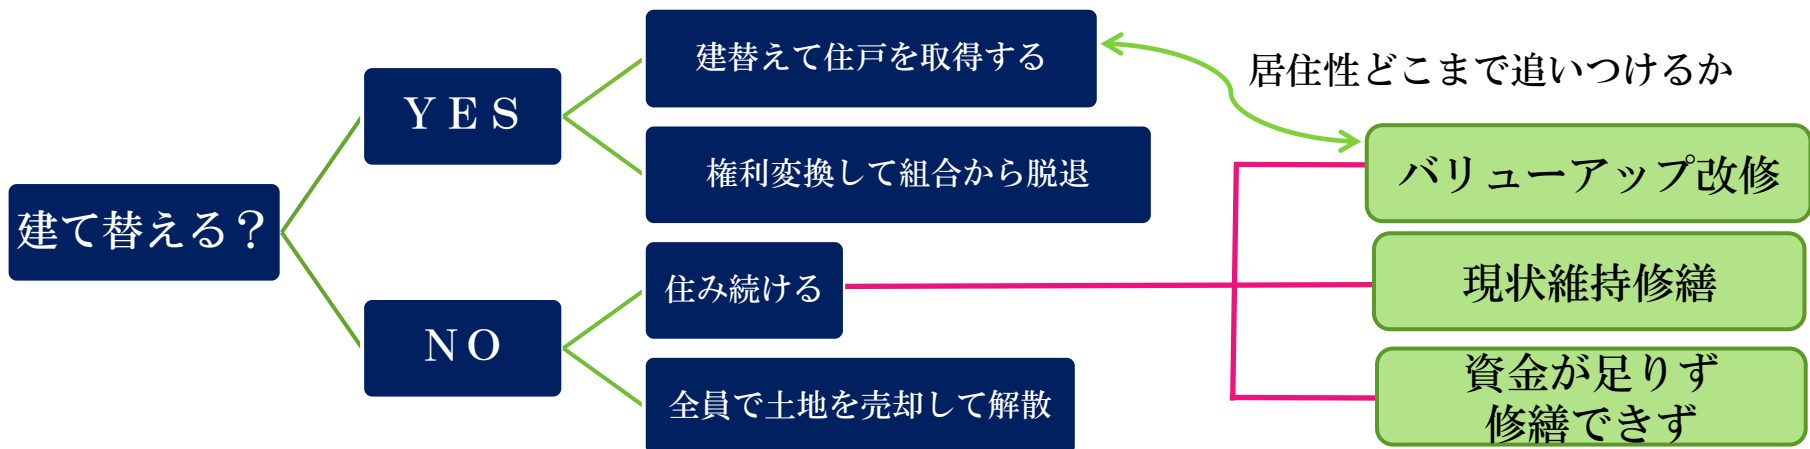 建て替える？
ＹＥＳ
ＮＯ
建替えて住戸を取得する
権利変換して組合から脱退
住み続ける
全員で土地を売却して解散
居住性どこまで追いつけるか
バリューアップ改修
現状維持修繕
資金が足りず
修繕できず